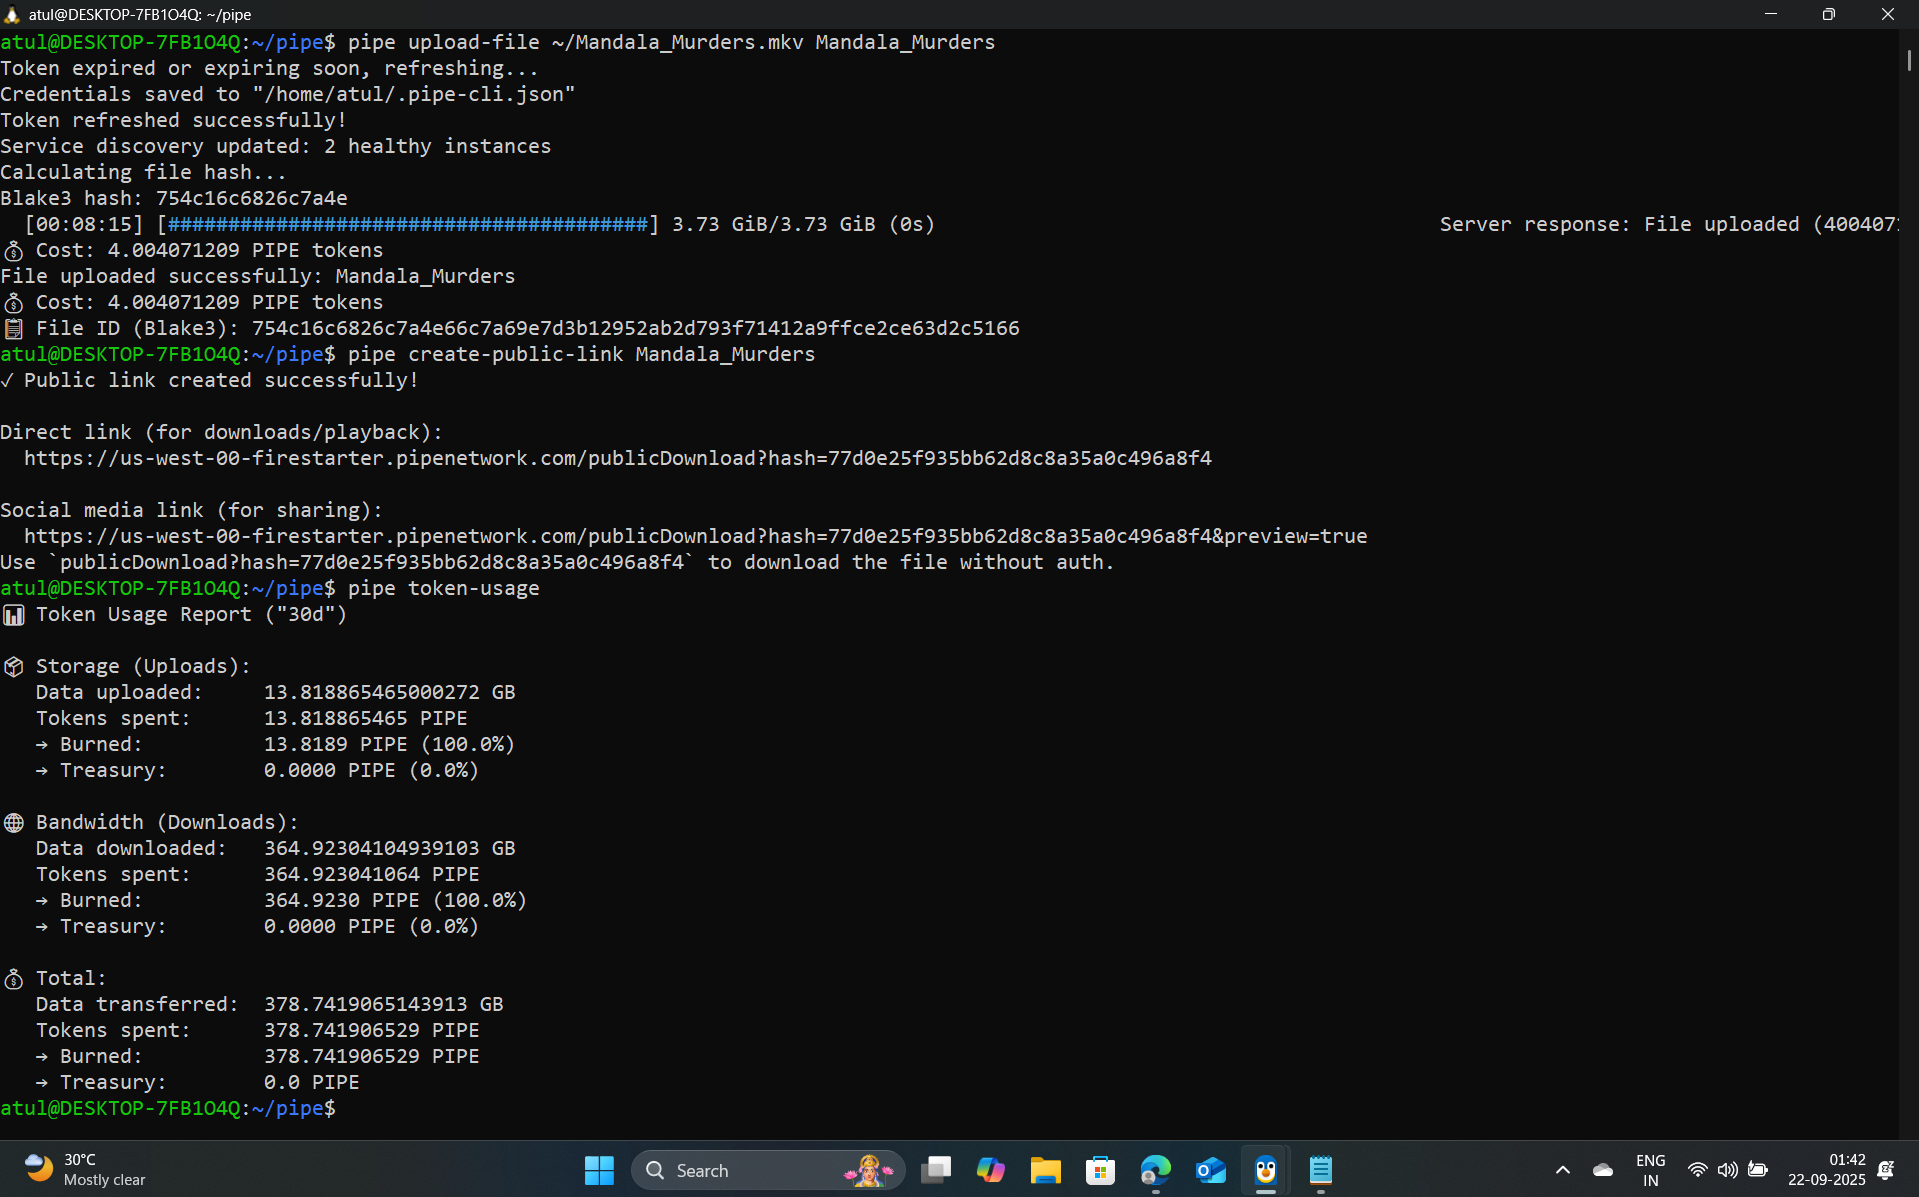 atul@DESKTOP-7FB1O4Q: ~/pipe
atul@DESKTOP-7FB1O4Q:~/pipe$ pipe upload-file ~/Mandala_Murders.mkv Mandala_Murders
Token expired or expiring soon, refreshing...
Credentials saved to "/home/atul/.pipe-cli.json"
Token refreshed successfully!
Service discovery updated: 2 healthy instances
Calculating file hash...
Blake3 hash: 754c16c6826c7a4e
[00:08:15] [########################################] 3.73 GiB/3.73 GiB (0s) Server response: File uploaded (400407
Cost: 4.004071209 PIPE tokens
File uploaded successfully: Mandala_Murders
Cost: 4.004071209 PIPE tokens
File ID (Blake3): 754c16c6826c7a4e66c7a69e7d3b12952ab2d793f71412a9ffce2ce63d2c5166
atul@DESKTOP-7FB1O4Q:~/pipe$ pipe create-public-link Mandala_Murders
✓ Public link created successfully!
Direct link (for downloads/playback):
https://us-west-00-firestarter.pipenetwork.com/publicDownload?hash=77d0e25f935bb62d8c8a35a0c496a8f4
Social media link (for sharing):
https://us-west-00-firestarter.pipenetwork.com/publicDownload?hash=77d0e25f935bb62d8c8a35a0c496a8f4&preview=true
Use `publicDownload?hash=77d0e25f935bb62d8c8a35a0c496a8f4` to download the file without auth.
atul@DESKTOP-7FB1O4Q:~/pipe$ pipe token-usage
Token Usage Report ("30d")
Storage (Uploads):
Data uploaded: 13.818865465000272 GB
Tokens spent: 13.818865465 PIPE
→ Burned: 13.8189 PIPE (100.0%)
→ Treasury: 0.0000 PIPE (0.0%)
Bandwidth (Downloads):
Data downloaded: 364.92304104939103 GB
Tokens spent: 364.923041064 PIPE
→ Burned: 364.9230 PIPE (100.0%)
→ Treasury: 0.0000 PIPE (0.0%)
Total:
Data transferred: 378.7419065143913 GB
Tokens spent: 378.741906529 PIPE
→ Burned: 378.741906529 PIPE
→ Treasury: 0.0 PIPE
atul@DESKTOP-7FB1O4Q:~/pipe$
30°C
Mostly clear
Search
ENG
IN
01:42
22-09-2025